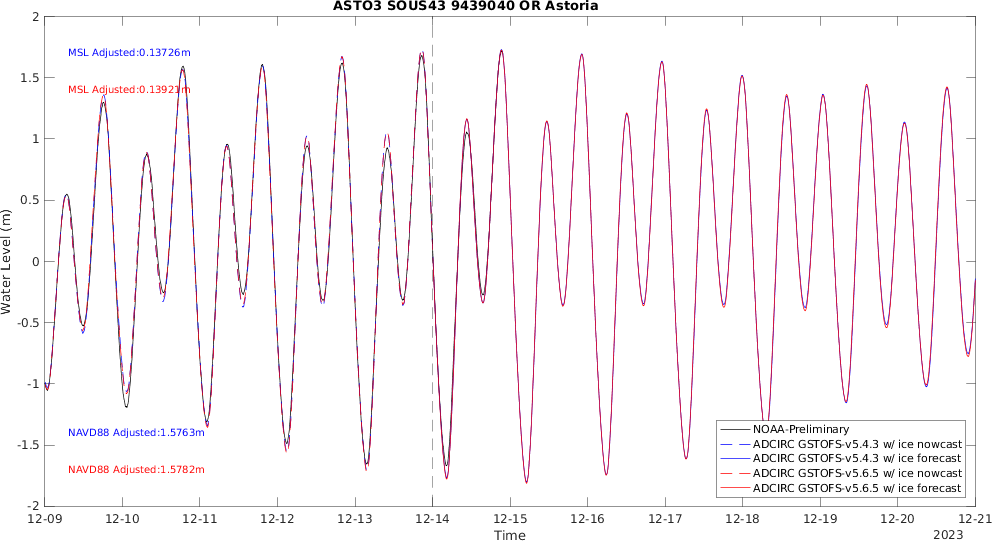 ASTO3 SOUS43 9439040 OR Astoria
2
1.5
1
0.5
0
-0.5
-1
-1.5
-2
Water Level (m)
MSL Adjusted:0.13726m
MSL Adjusted:0.13921m
NAVD88 Adjusted:1.5763m
NAVD88 Adjusted:1.5782m
NOAA-Preliminary
ADCIRC GSTOFS-v5.4.3 w/ ice nowcast
ADCIRC GSTOFS-v5.4.3 w/ ice forecast
ADCIRC GSTOFS-v5.6.5 w/ ice nowcast
ADCIRC GSTOFS-v5.6.5 w/ ice forecast
12-09 12-10 12-11 12-12 12-13 12-14 12-15 12-16 12-17 12-18 12-19 12-20 12-21
Time
2023